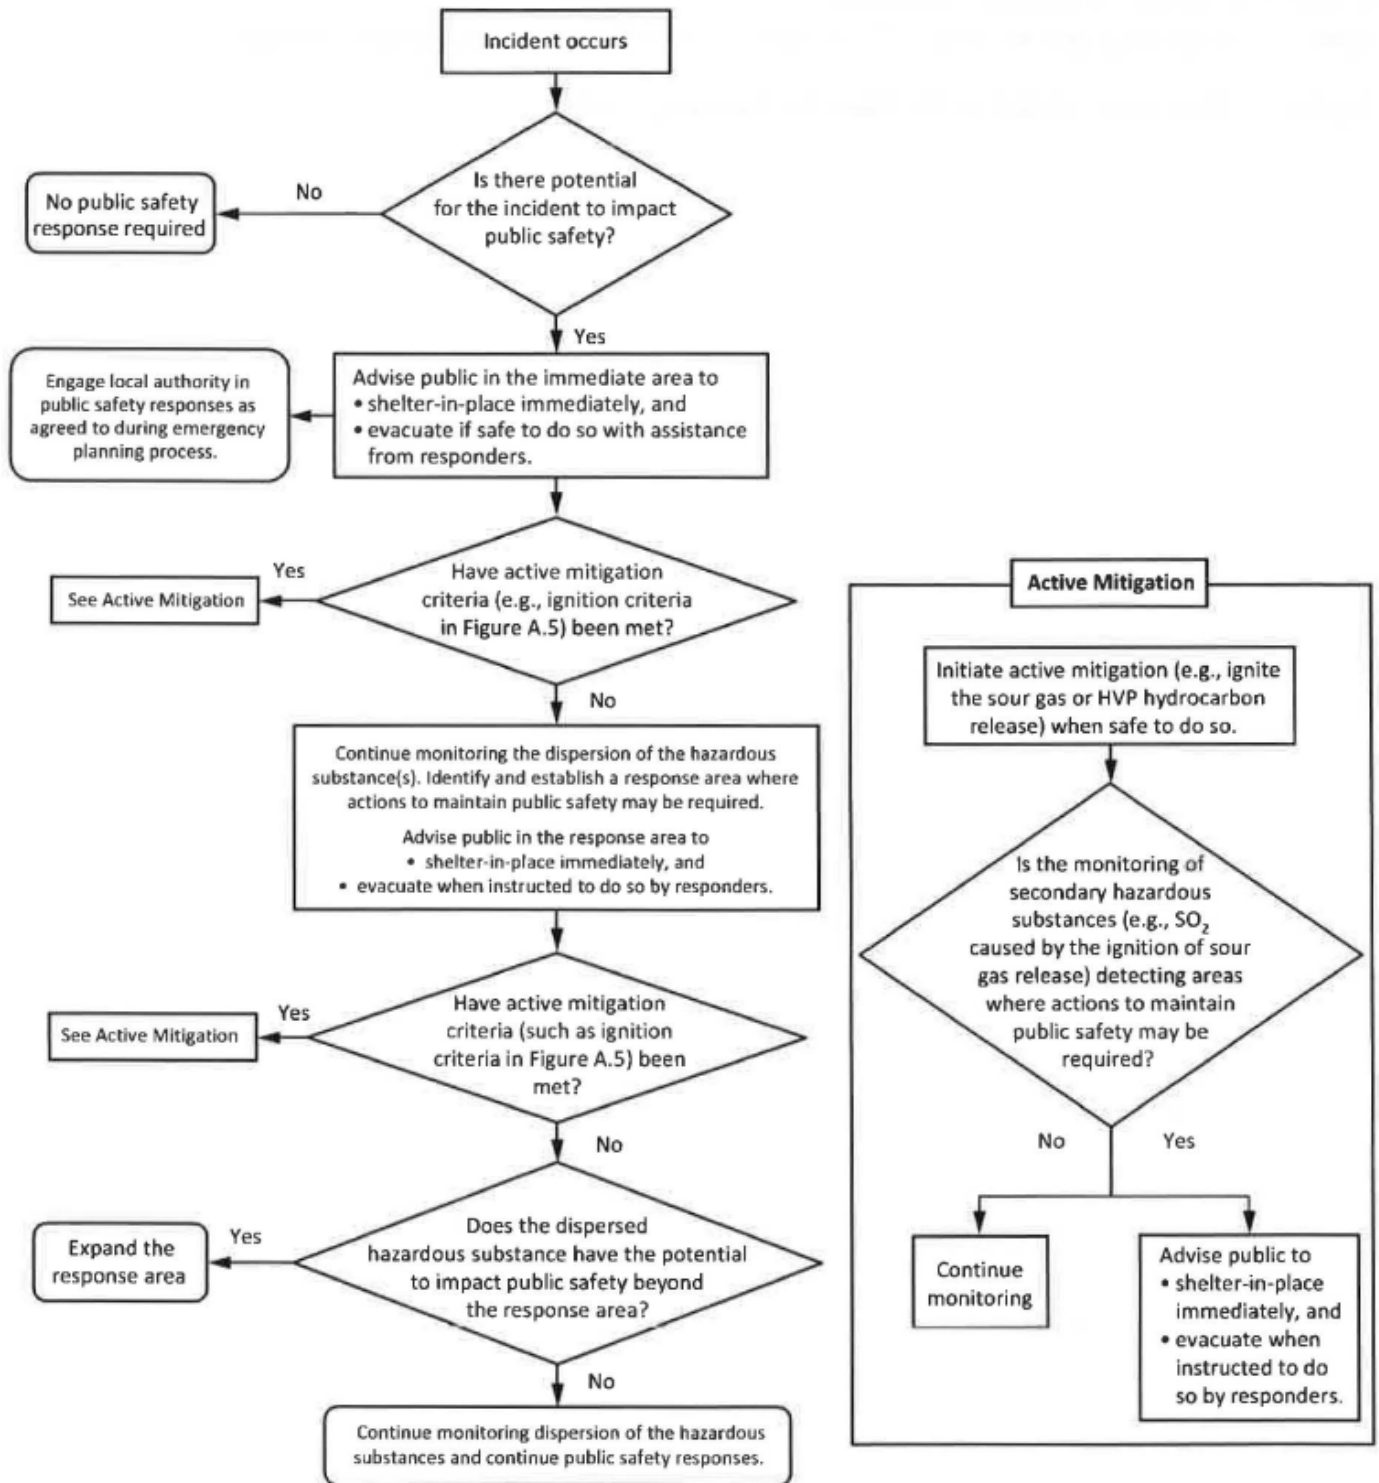 Incident occurs
Is there potential
for the incident to impact
public safety?
No
No public safety
response required
Yes
Advise public in the immediate area to
• shelter-in-place immediately, and
• evacuate if safe to do so with assistance
from responders.
Engage local authority in
public safety responses as
agreed to during emergency
planning process.
Have active mitigation
criteria (e.g., ignition criteria
in Figure A.5) been met?
Yes
See Active Mitigation
No
Continue monitoring the dispersion of the hazardous
substance(s). Identify and establish a response area where
actions to maintain public safety may be required.
Advise public in the response area to
• shelter-in-place immediately, and
• evacuate when instructed to do so by responders.
Have active mitigation
criteria (such as ignition
criteria in Figure A.5) been
met?
Yes
See Active Mitigation
No
Does the dispersed
hazardous substance have the potential
to impact public safety beyond
the response area?
Yes
Expand the
response area
No
Continue monitoring dispersion of the hazardous
substances and continue public safety responses.
Active Mitigation
Initiate active mitigation (e.g., ignite
the sour gas or HVP hydrocarbon
release) when safe to do so.
Is the monitoring of
secondary hazardous
substances (e.g., SO₂
caused by the ignition of sour
gas release) detecting areas
where actions to maintain
public safety may be
required?
No
Yes
Continue
monitoring
Advise public to
• shelter-in-place
immediately, and
• evacuate when
instructed to do
so by responders.